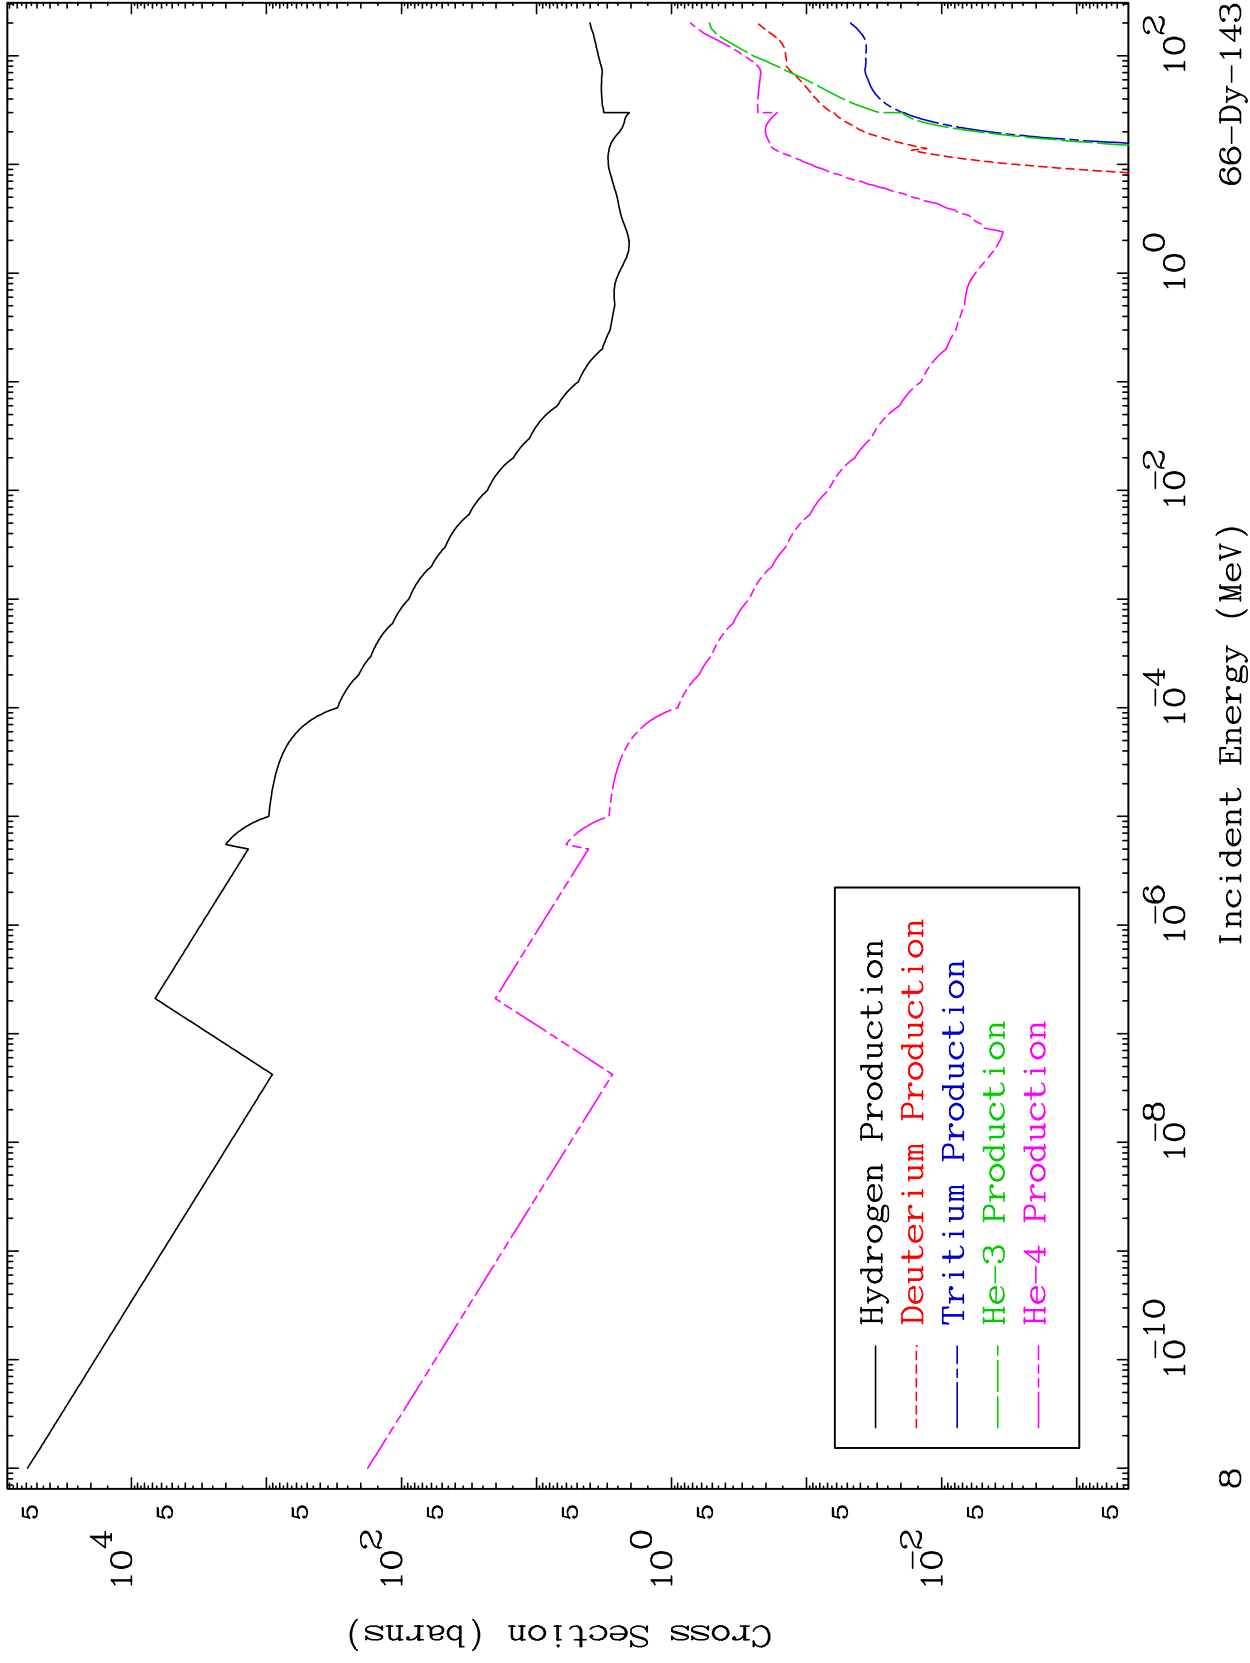 Cross Section (barns)
5
10^4
5
5
10^2
5
5
10^0
5
5
10^-2
5
5
Hydrogen Production
Deuterium Production
Tritium Production
He-3 Production
He-4 Production
10^-10
10^-8
10^-6
10^-4
10^-2
10^0
10^2
8
Incident Energy (MeV)
66-Dy-143